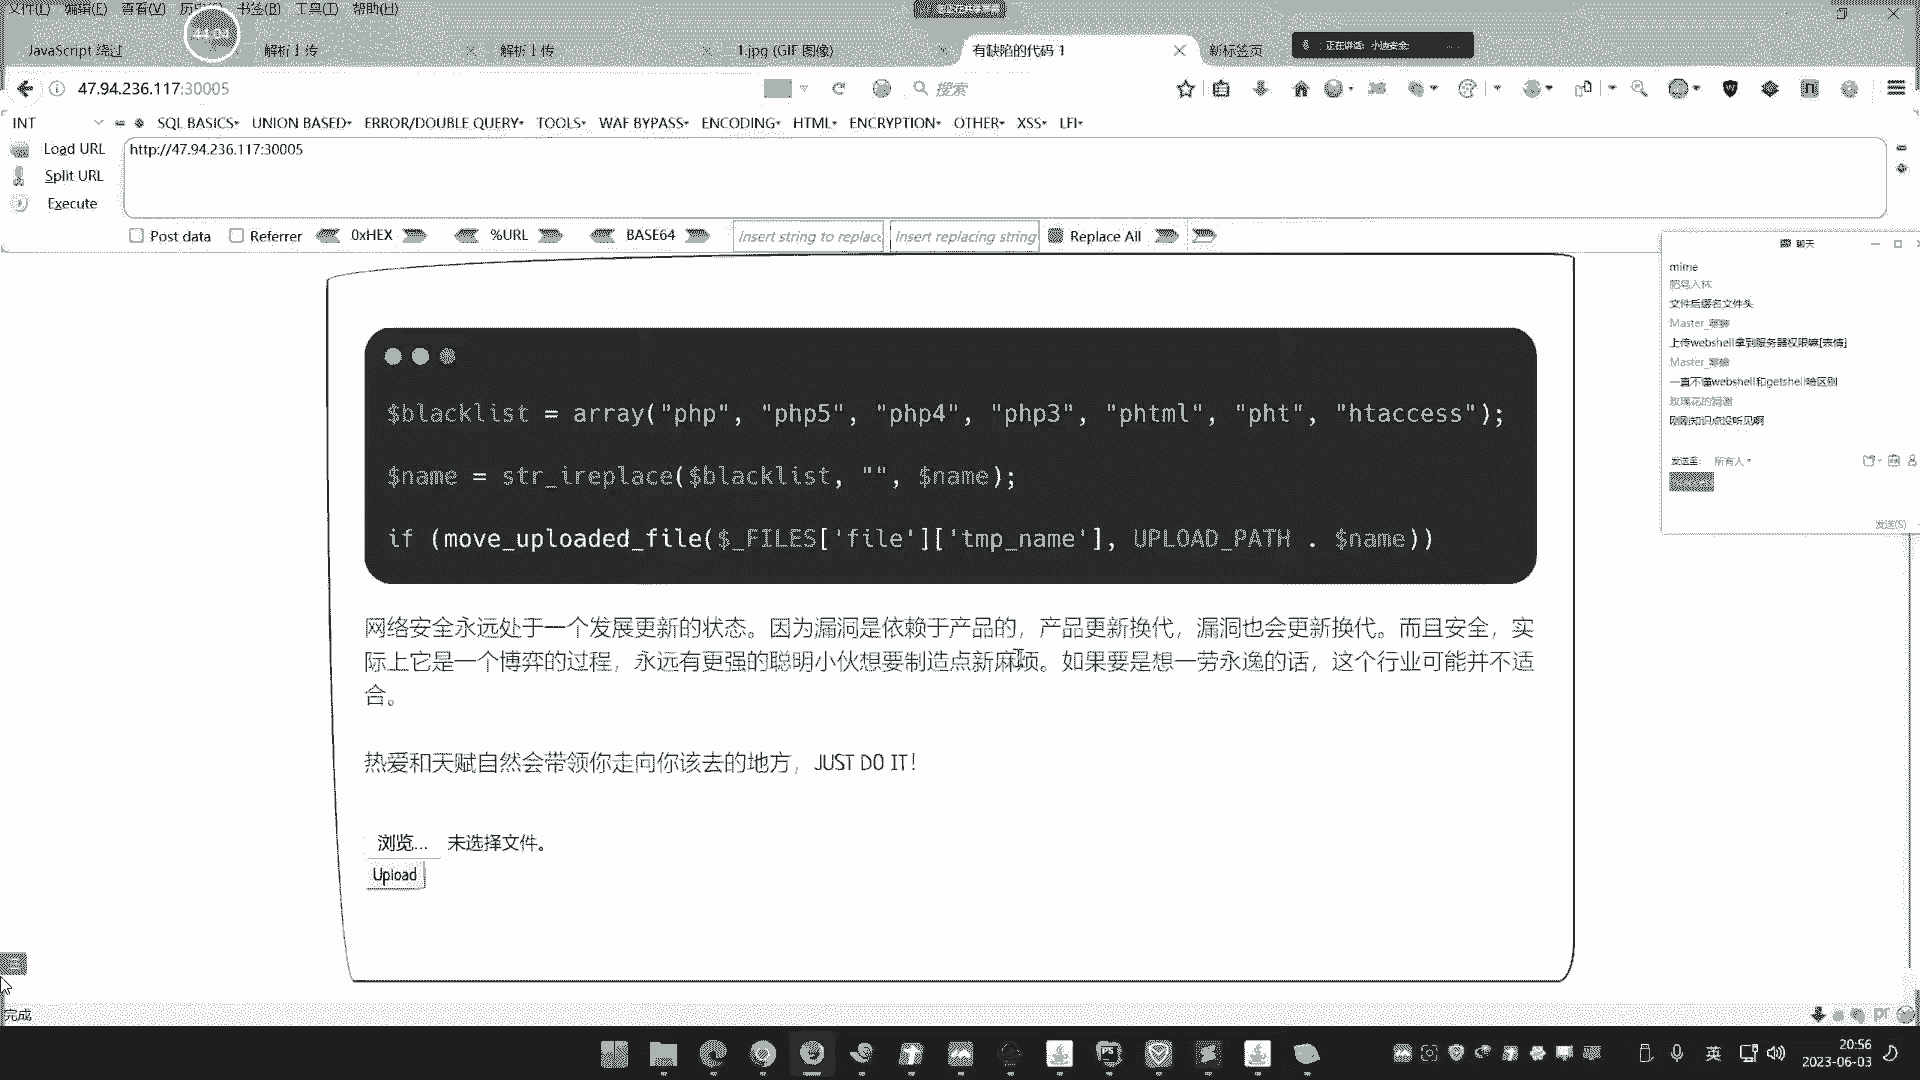 文件(F) 编辑(E) 查看(V) 书签(B) 工具(T) 帮助(H)
44:04
JavaScript 绕过 解析上传 解析上传 1.jpg (GIF 图像) 有缺陷的代码 1 新标签页 正在讲话: 小迪安全:
47.94.236.117:30005 搜索
INT SQL BASICS UNION BASED ERROR/DOUBLE QUERY TOOLS WAF BYPASS ENCODING HTML ENCRYPTION OTHER XSS LFI
Load URL http://47.94.236.117:30005
Split URL
Execute
Post data Referrer 0xHEX %URL BASE64 Insert string to replace Insert replacing string Replace All
聊天
mime
文件后缀名文件头
上传webshell拿到服务器权限嘛[表情]
一直不懂webshell和getshell啥区别
刚刚知识点没听见啊
发送至: 所有人
发送(S)
$blacklist = array("php", "php5", "php4", "php3", "phtml", "pht", "htaccess");
$name = str_ireplace($blacklist, "", $name);
if (move_uploaded_file($_FILES['file']['tmp_name'], UPLOAD_PATH . $name))
网络安全永远处于一个发展更新的状态。因为漏洞是依赖于产品的，产品更新换代，漏洞也会更新换代。而且安全，实
际上它是一个博弈的过程，永远有更强的聪明小伙想要制造点新麻烦。如果要是想一劳永逸的话，这个行业可能并不适
合。
热爱和天赋自然会带领你走向你该去的地方，JUST DO IT！
浏览... 未选择文件。
Upload
完成
英
20:56
2023-06-03